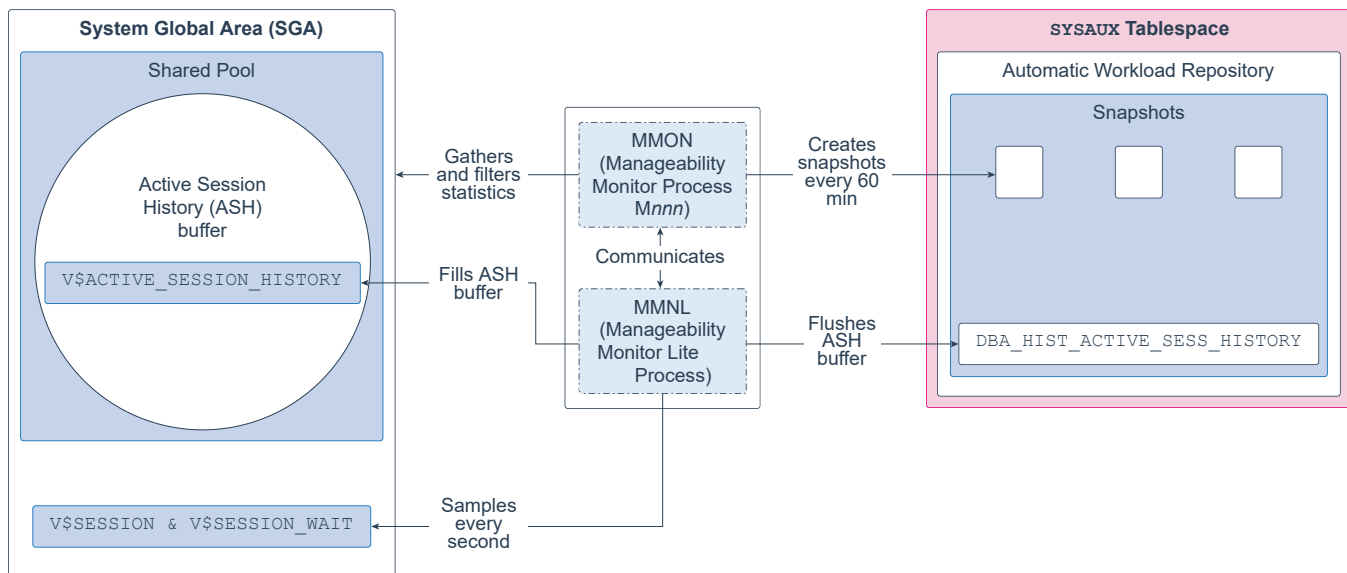 System Global Area (SGA)
Shared Pool
Active Session
History (ASH)
buffer
V$ACTIVE_SESSION_HISTORY
V$SESSION & V$SESSION_WAIT
Gathers
and filters
statistics
Fills ASH
buffer
Samples
every
second
MMON
(Manageability
Monitor Process
Mnnn)
Communicates
MMNL
(Manageability
Monitor Lite
Process)
Creates
snapshots
every 60
min
Flushes
ASH
buffer
SYSAUX Tablespace
Automatic Workload Repository
Snapshots
DBA_HIST_ACTIVE_SESS_HISTORY